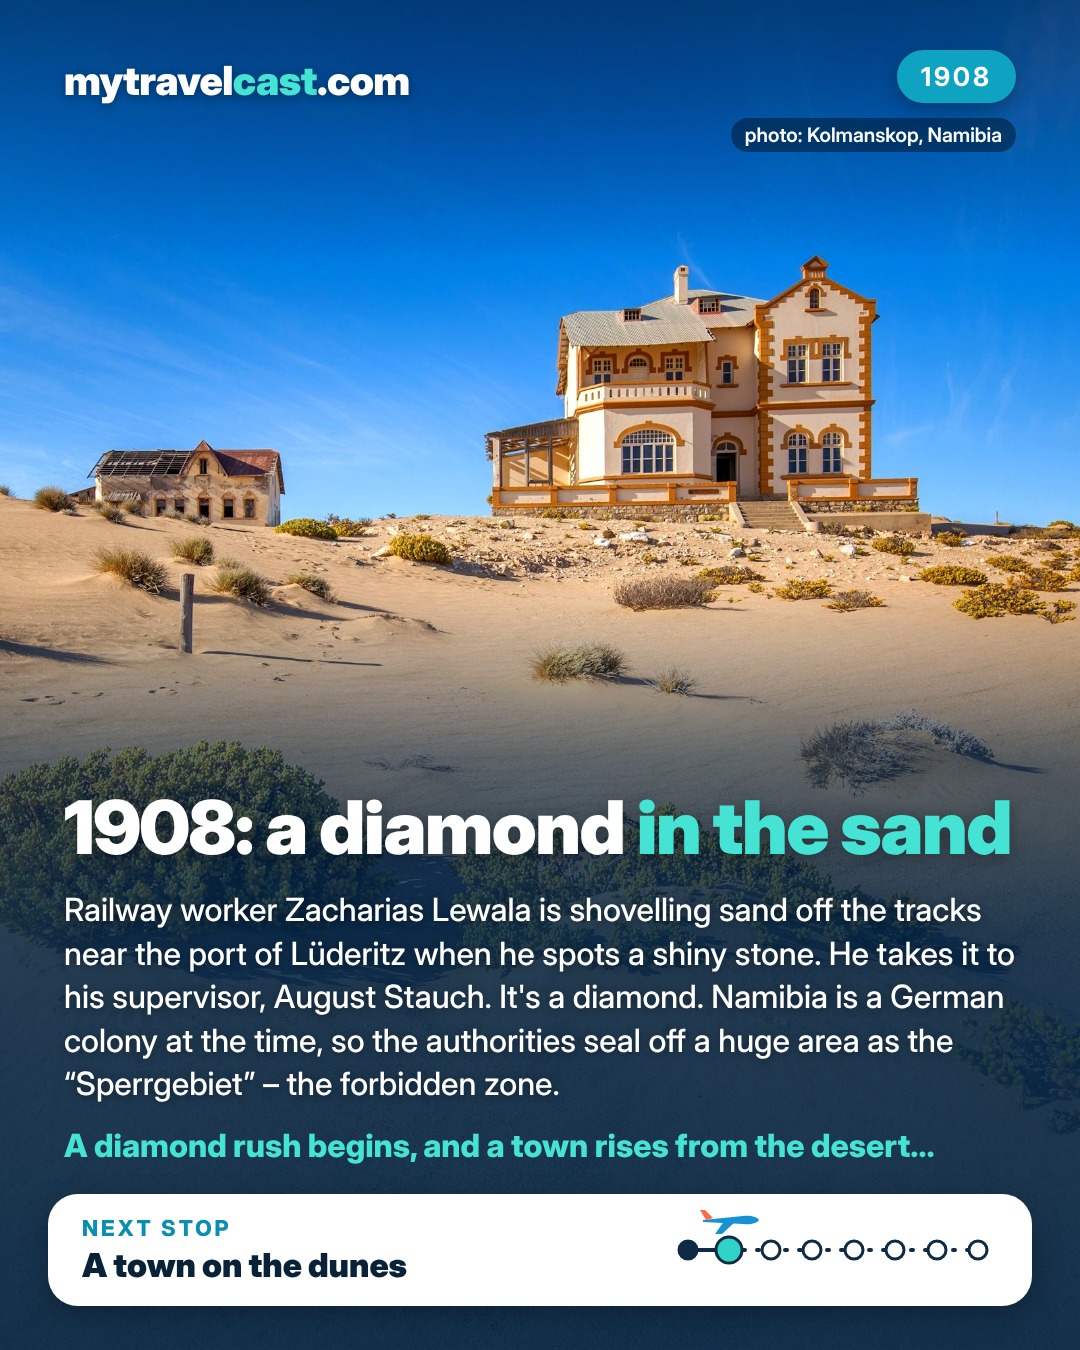 mytravelcast.com
1908
photo: Kolmanskop, Namibia
1908: a diamond in the sand
Railway worker Zacharias Lewala is shovelling sand off the tracks
near the port of Lüderitz when he spots a shiny stone. He takes it to
his supervisor, August Stauch. It's a diamond. Namibia is a German
colony at the time, so the authorities seal off a huge area as the
“Sperrgebiet” – the forbidden zone.
A diamond rush begins, and a town rises from the desert...
NEXT STOP
A town on the dunes